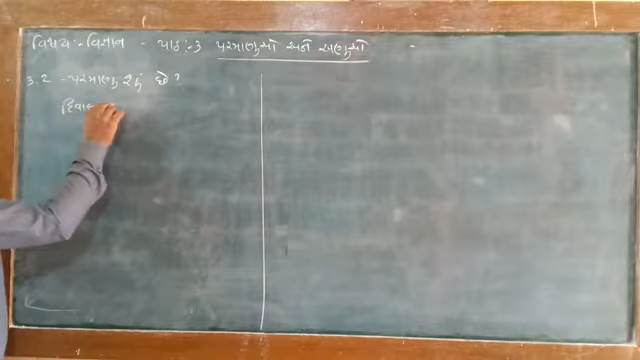 વિષય:- વિજ્ઞાન - પાઠ:-3 પરમાણુઓ અને અણુઓ
3.2 - પરમાણુ શું છે?
દિવાલ